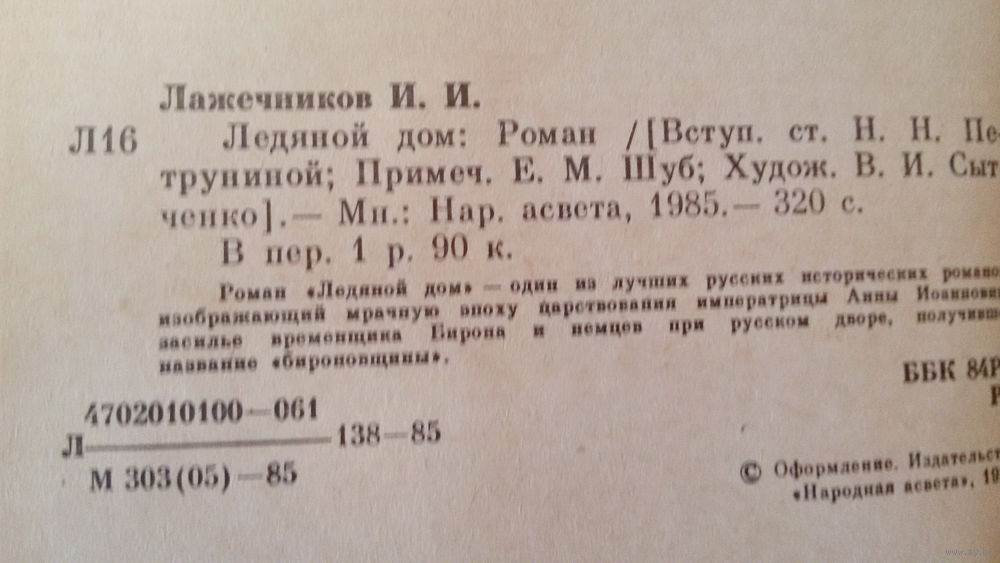 Лажечников И. И.
Л16 Ледяной дом: Роман /[Вступ. ст. Н. Н. Пе-
труниной; Примеч. Е. М. Шуб; Худож. В. И. Сыт-
ченко].— Мн.: Нар. асвета, 1985.— 320 с.
В пер. 1 р. 90 к.
Роман «Ледяной дом» — один из лучших русских исторических романо
изображающий мрачную эпоху царствования императрицы Анны Иоанновн
засилье временщика Бирона и немцев при русском дворе, получивше
название «бироновщины».
ББК 84Р
Р
4702010100—061
Л 138—85
М 303(05)—85
© Оформление. Издательст
«Народная асвета», 19